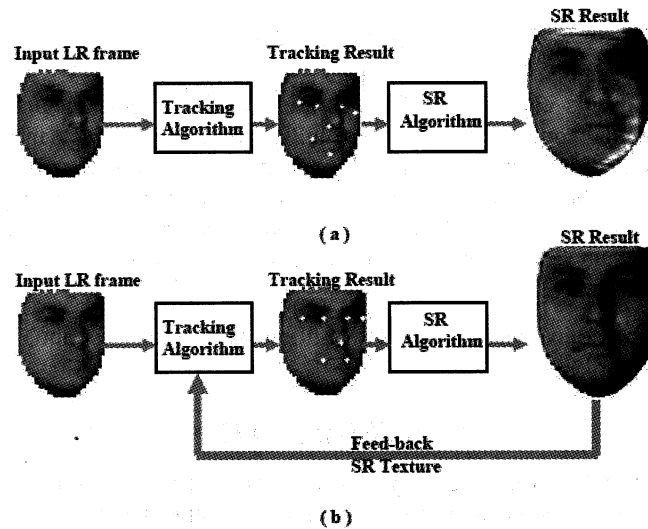 SR Result
Input LR frame
Tracking Result
Tracking
Algorithm
SR
Algorithm
( a )
SR Result
Input LR frame
Tracking Result
Tracking
Algorithm
SR
Algorithm
Feed-back
SR Texture
( b )